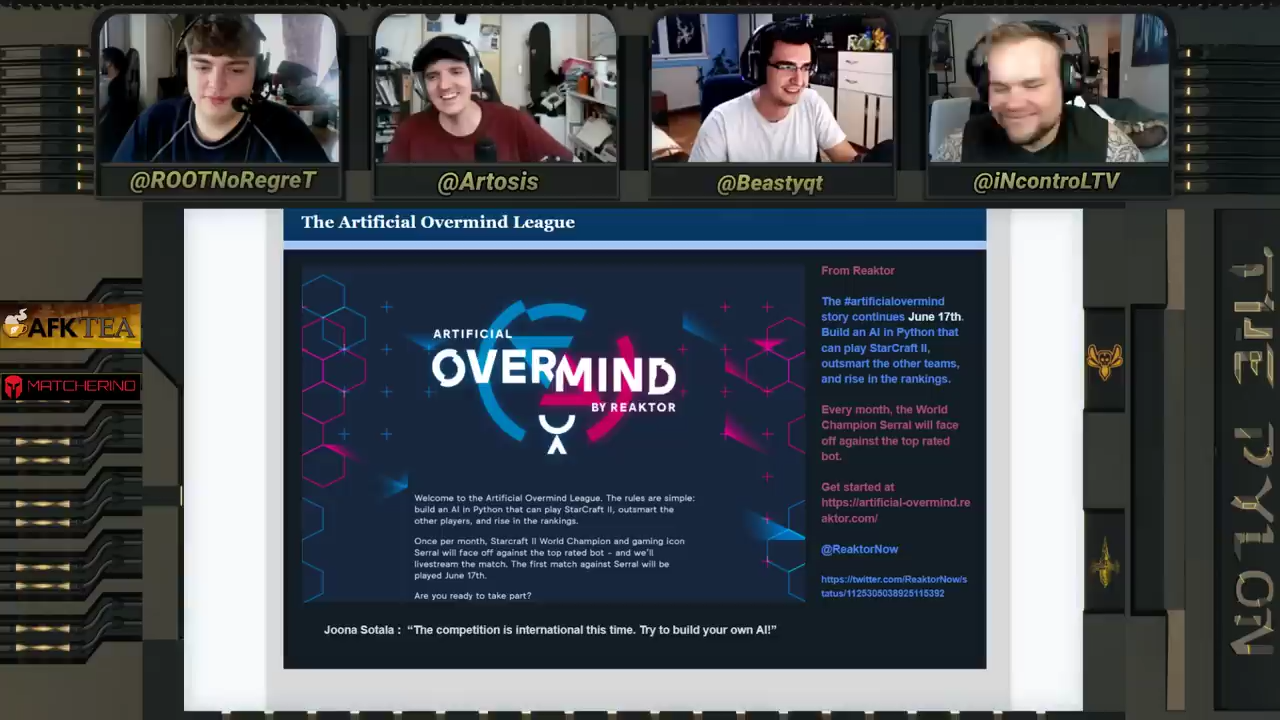 @ROOTNoRegreT
@Artosis
@Beastyqt
@iNcontroLTV
The Artificial Overmind League
AFKTEA
MATCHERINO
ARTIFICIAL
OVERMIND
BY REAKTOR
Welcome to the Artificial Overmind League. The rules are simple:
build an AI in Python that can play StarCraft II, outsmart the
other players, and rise in the rankings.
Once per month, Starcraft II World Champion and gaming icon
Serral will face off against the top rated bot – and we'll
livestream the match. The first match against Serral will be
played June 17th.
Are you ready to take part?
From Reaktor
The #artificialovermind
story continues June 17th.
Build an AI in Python that
can play StarCraft II,
outsmart the other teams,
and rise in the rankings.
Every month, the World
Champion Serral will face
off against the top rated
bot.
Get started at
https://artificial-overmind.re
aktor.com/
@ReaktorNow
https://twitter.com/ReaktorNow/s
tatus/1125305038925115392
Joona Sotala : “The competition is international this time. Try to build your own AI!”
THE PYLON